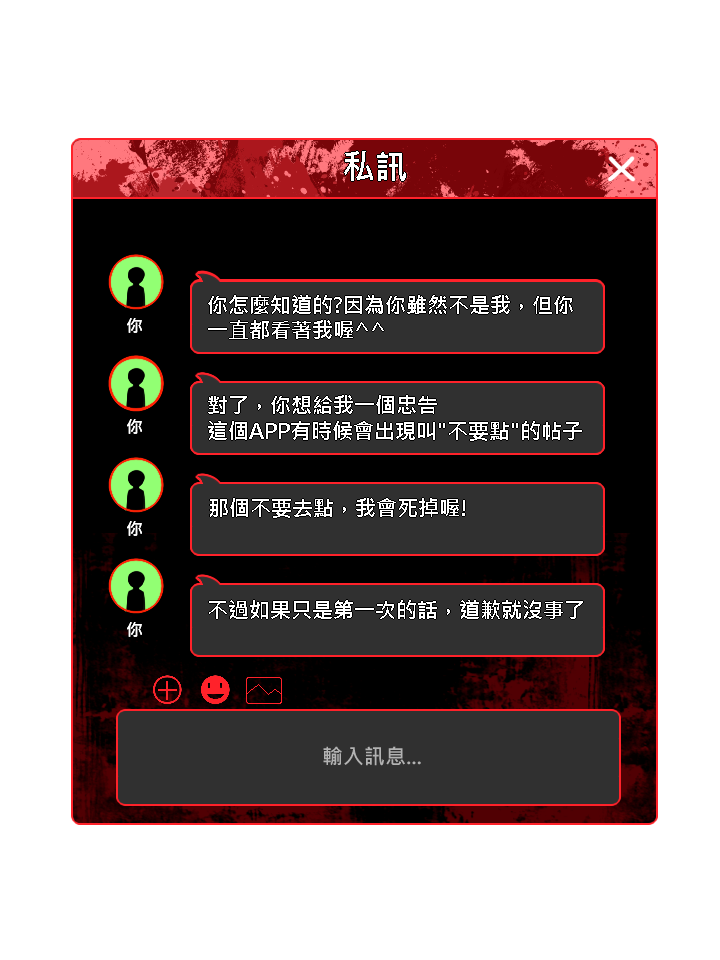 私訊
你怎麼知道的?因為你雖然不是我，但你
一直都看著我喔^^
你
對了，你想給我一個忠告
這個APP有時候會出現叫"不要點"的帖子
你
那個不要去點，我會死掉喔!
你
不過如果只是第一次的話，道歉就沒事了
你
輸入訊息...